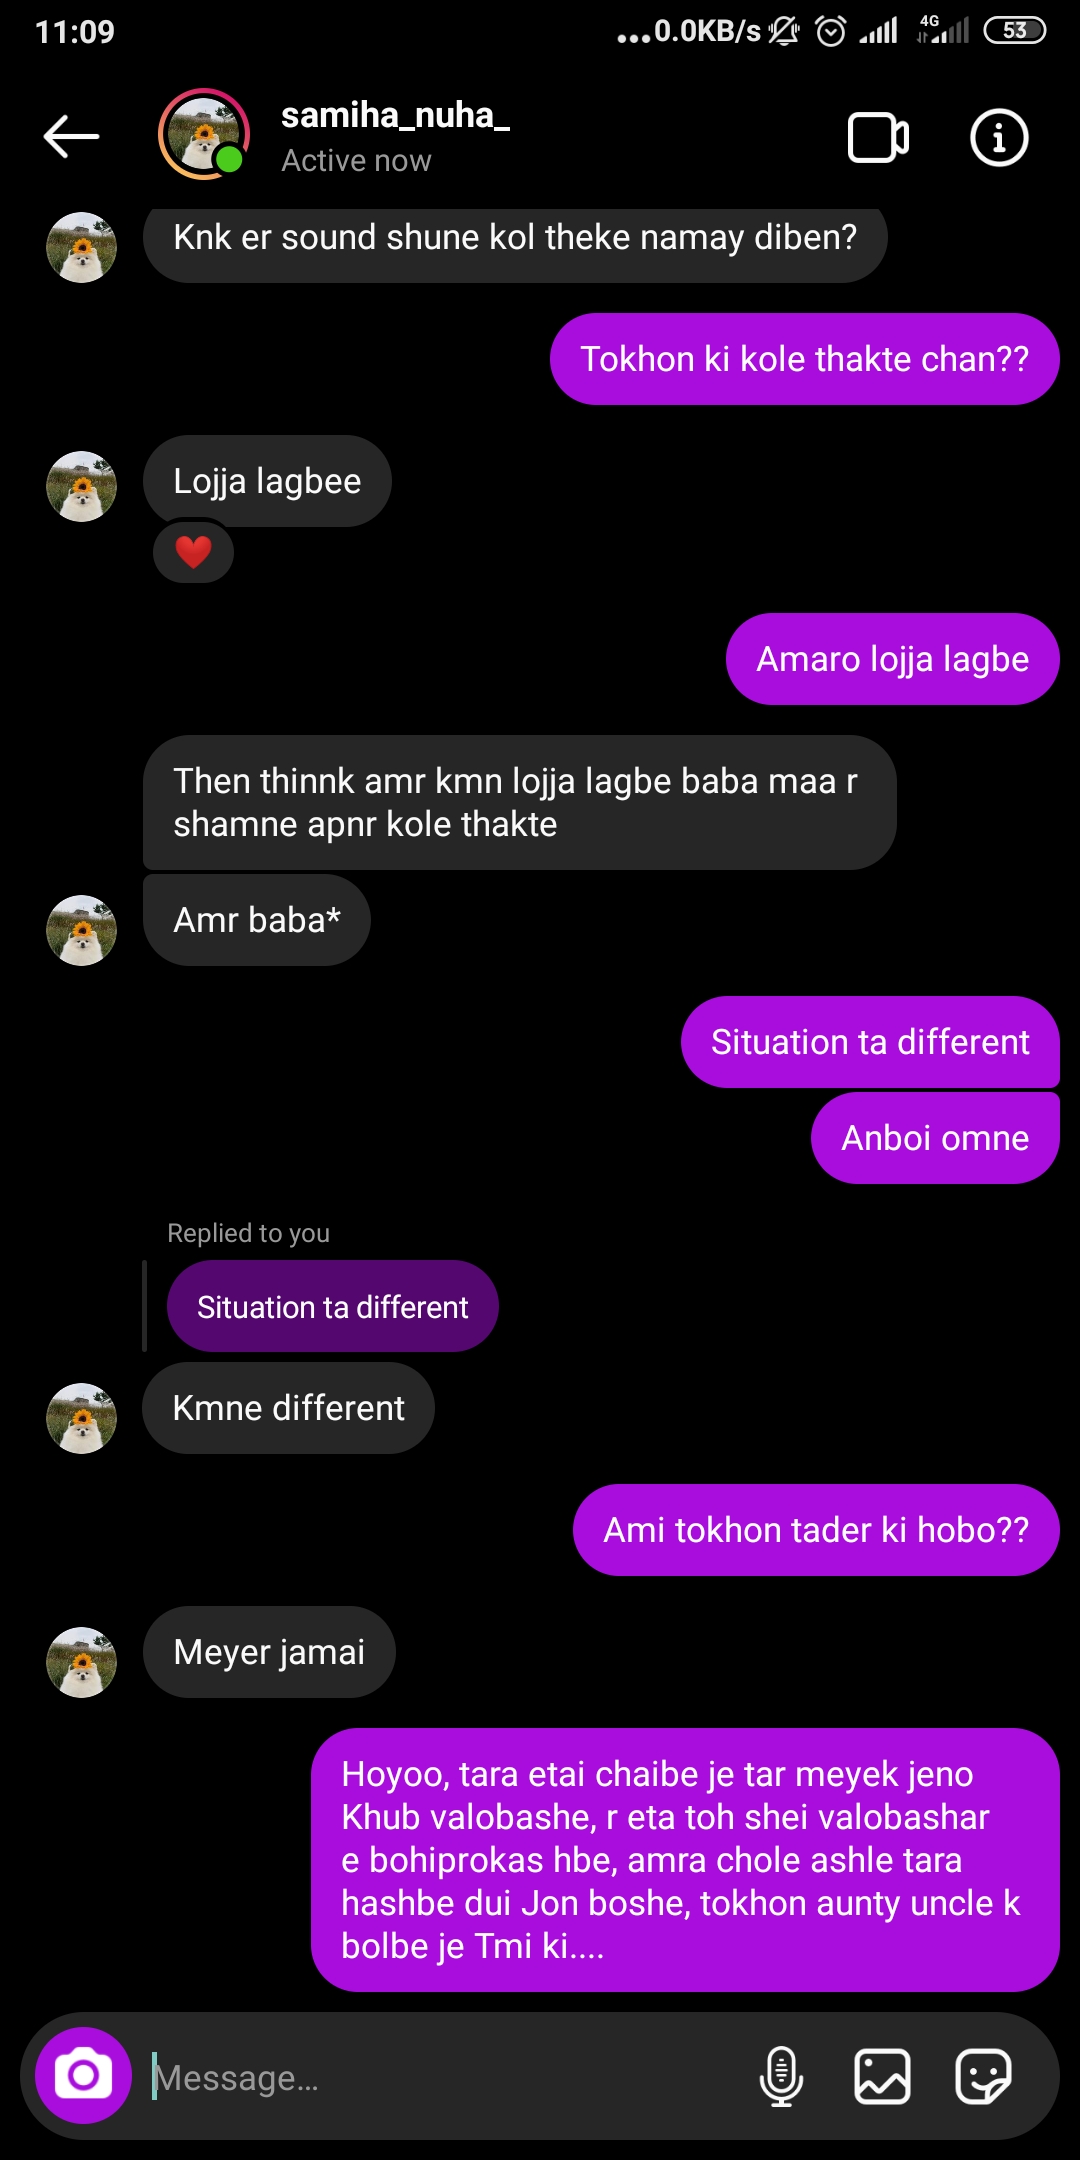 11:09
...0.0KB/s
4G
53
samiha_nuha_
Active now
Knk er sound shune kol theke namay diben?
Tokhon ki kole thakte chan??
Lojja lagbee
Amaro lojja lagbe
Then thinnk amr kmn lojja lagbe baba maa r
shamne apnr kole thakte
Amr baba*
Situation ta different
Anboi omne
Replied to you
Situation ta different
Kmne different
Ami tokhon tader ki hobo??
Meyer jamai
Hoyoo, tara etai chaibe je tar meyek jeno
Khub valobashe, r eta toh shei valobashar
e bohiprokas hbe, amra chole ashle tara
hashbe dui Jon boshe, tokhon aunty uncle k
bolbe je Tmi ki....
Message...